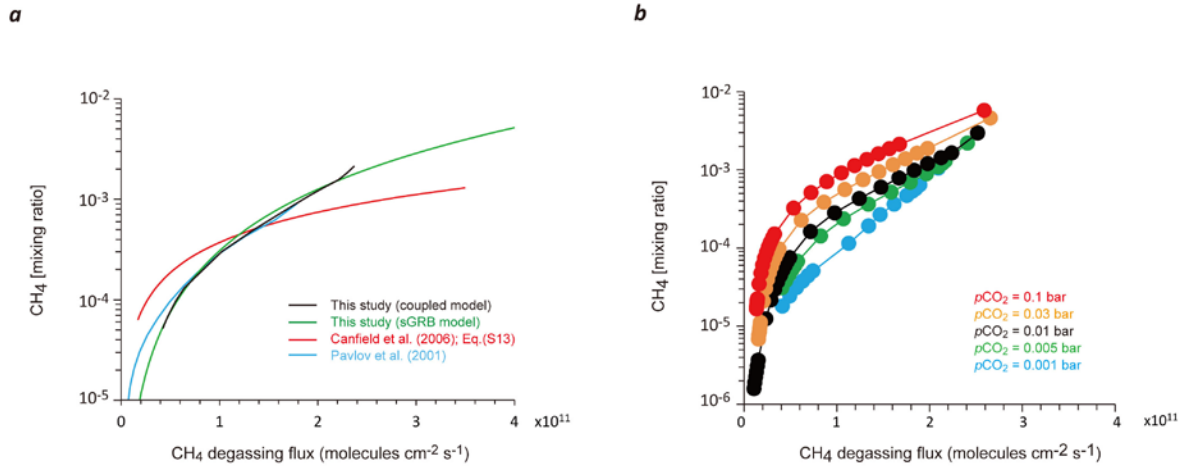 a
CH4 [mixing ratio]
10-2
10-3
10-4
10-5
0
1
2
3
4
x1011
CH4 degassing flux (molecules cm-2 s-1)
This study (coupled model)
This study (sGRB model)
Canfield et al. (2006); Eq.(S13)
Pavlov et al. (2001)
b
CH4 [mixing ratio]
10-2
10-3
10-4
10-5
10-6
0
1
2
3
4
x1011
CH4 degassing flux (molecules cm-2 s-1)
pCO2 = 0.1 bar
pCO2 = 0.03 bar
pCO2 = 0.01 bar
pCO2 = 0.005 bar
pCO2 = 0.001 bar